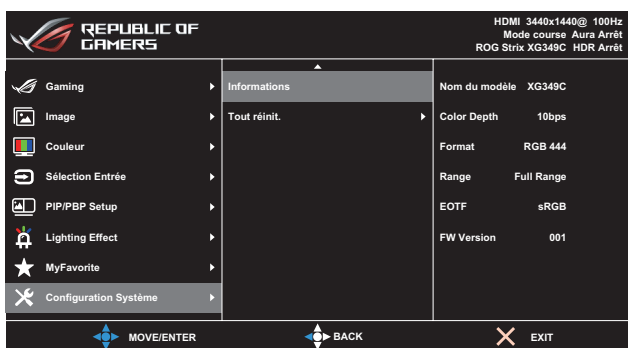 REPUBLIC OF
GAMERS
HDMI 3440x1440@ 100Hz
Mode course Aura Arrêt
ROG Strix XG349C HDR Arrêt
Gaming
Image
Couleur
Sélection Entrée
PIP/PBP Setup
Lighting Effect
MyFavorite
Configuration Système
Informations
Tout réinit.
Nom du modèle XG349C
Color Depth 10bps
Format RGB 444
Range Full Range
EOTF sRGB
FW Version 001
MOVE/ENTER
BACK
EXIT